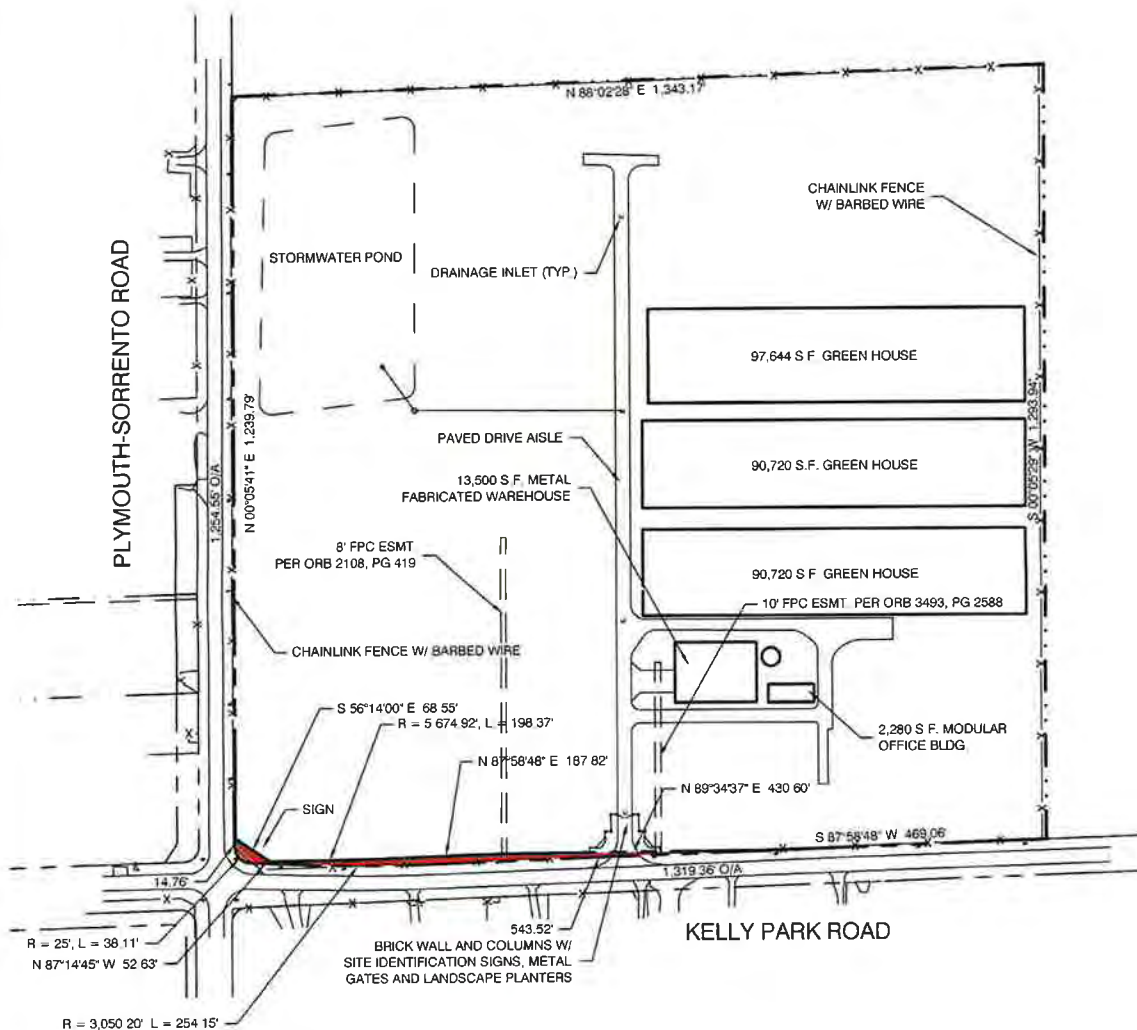 N 88°02'28" E 1,343.17'
CHAINLINK FENCE
W/ BARBED WIRE
STORMWATER POND
DRAINAGE INLET (TYP.)
PLYMOUTH-SORRENTO ROAD
97,644 S F GREEN HOUSE
N 00°05'41" E 1,239.79'
1,254.55' O/A
S 00°05'29" W 1,293.94'
PAVED DRIVE AISLE
90,720 S.F. GREEN HOUSE
13,500 S.F. METAL
FABRICATED WAREHOUSE
8' FPC ESMT
PER ORB 2108, PG 419
90,720 S F GREEN HOUSE
10' FPC ESMT PER ORB 3493, PG 2588
CHAINLINK FENCE W/ BARBED WIRE
S 56°14'00" E 68 55'
R = 5 674.92', L = 198.37'
2,280 S F. MODULAR
OFFICE BLDG
N 87°58'48" E 187 82'
N 89°34'37" E 430 60'
SIGN
S 87°58'48" W 469.06'
1,319 36' O/A
14.76'
543.52'
KELLY PARK ROAD
R = 25', L = 38.11'
BRICK WALL AND COLUMNS W/
SITE IDENTIFICATION SIGNS, METAL
GATES AND LANDSCAPE PLANTERS
N 87°14'45" W 52 63'
R = 3,050 20' L = 254 15'